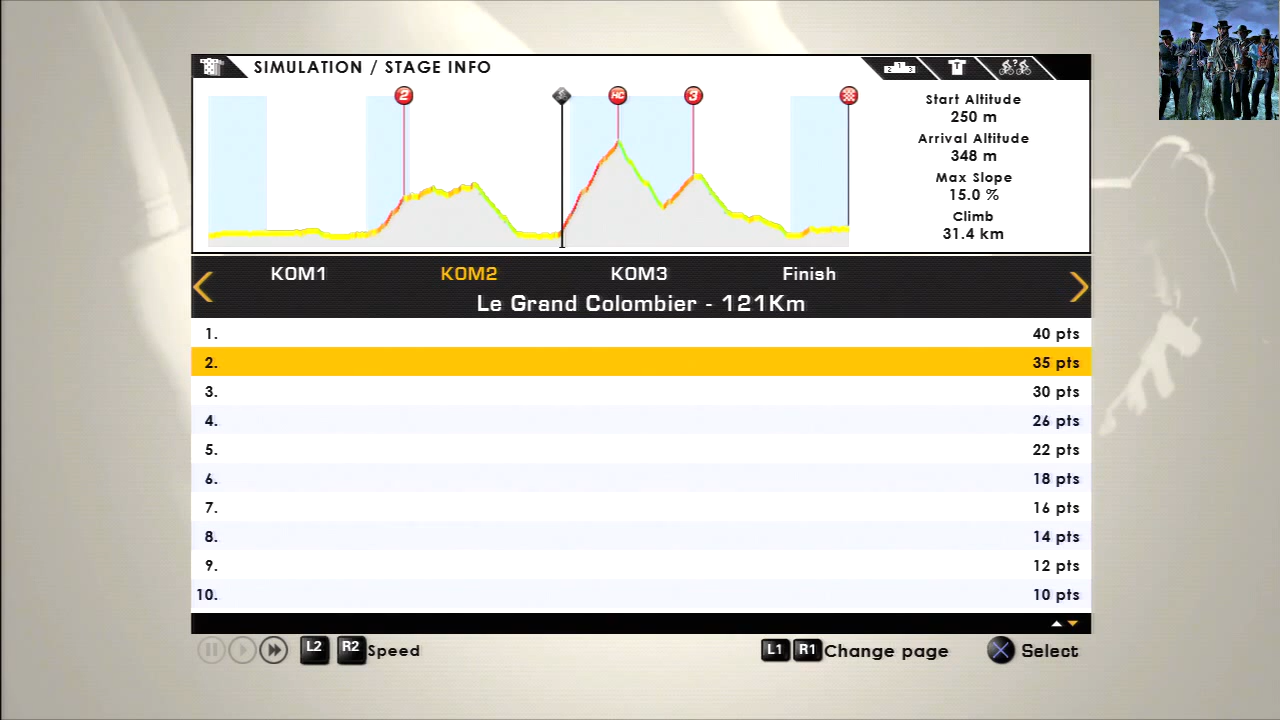 SIMULATION / STAGE INFO
2
HC
3
Start Altitude
250 m
Arrival Altitude
348 m
Max Slope
15.0 %
Climb
31.4 km
KOM1 KOM2 KOM3 Finish
Le Grand Colombier - 121Km
1. 40 pts
2. 35 pts
3. 30 pts
4. 26 pts
5. 22 pts
6. 18 pts
7. 16 pts
8. 14 pts
9. 12 pts
10. 10 pts
L2 R2 Speed L1 R1 Change page Select